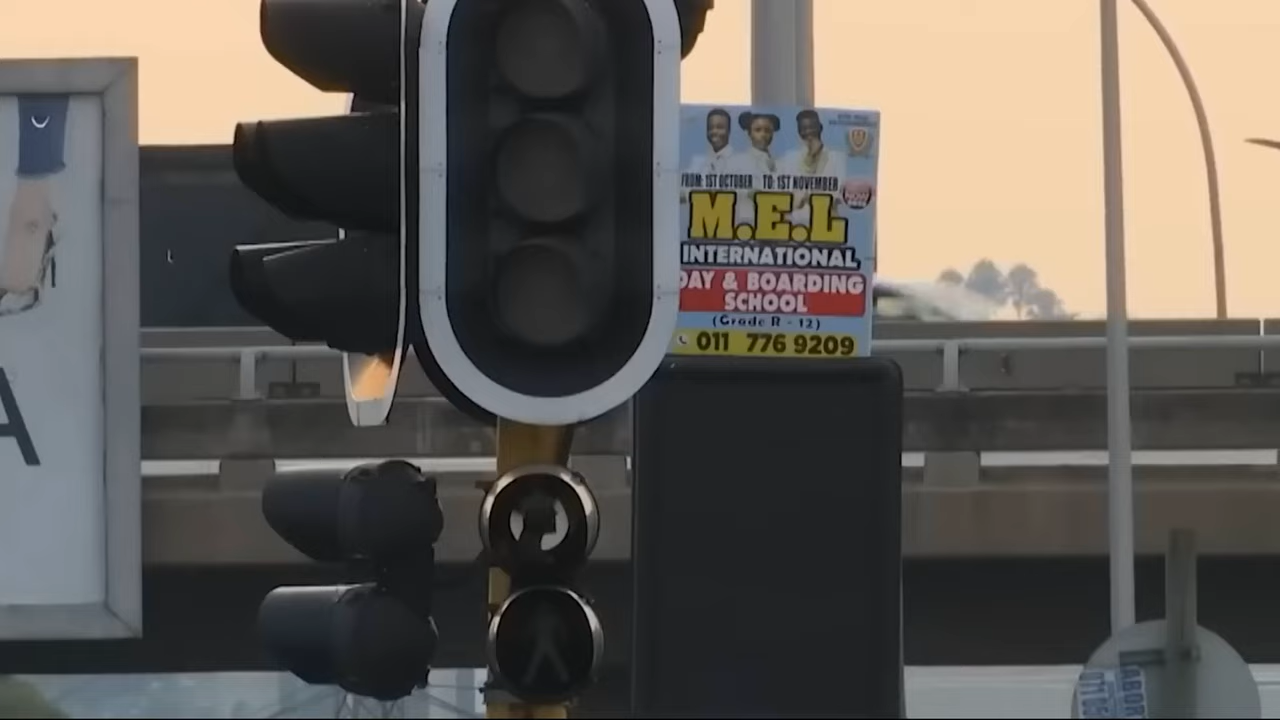 A
FROM: 1ST OCTOBER TO: 1ST NOVEMBER
M.E.L
INTERNATIONAL
DAY & BOARDING
SCHOOL
(Grade R - 12)
011 776 9209